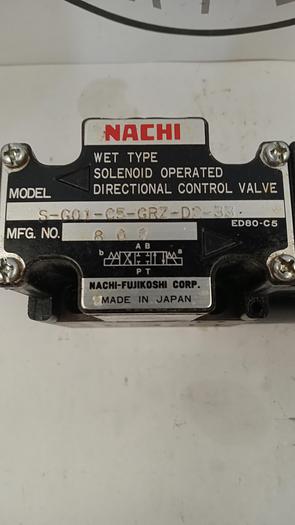 NACHI
WET TYPE
SOLENOID OPERATED
MODEL DIRECTIONAL CONTROL VALVE
S-G01-C5-GRZ-D2-33
MFG. NO. ED80-C5
A B
b a
P T
NACHI-FUJIKOSHI CORP.
MADE IN JAPAN